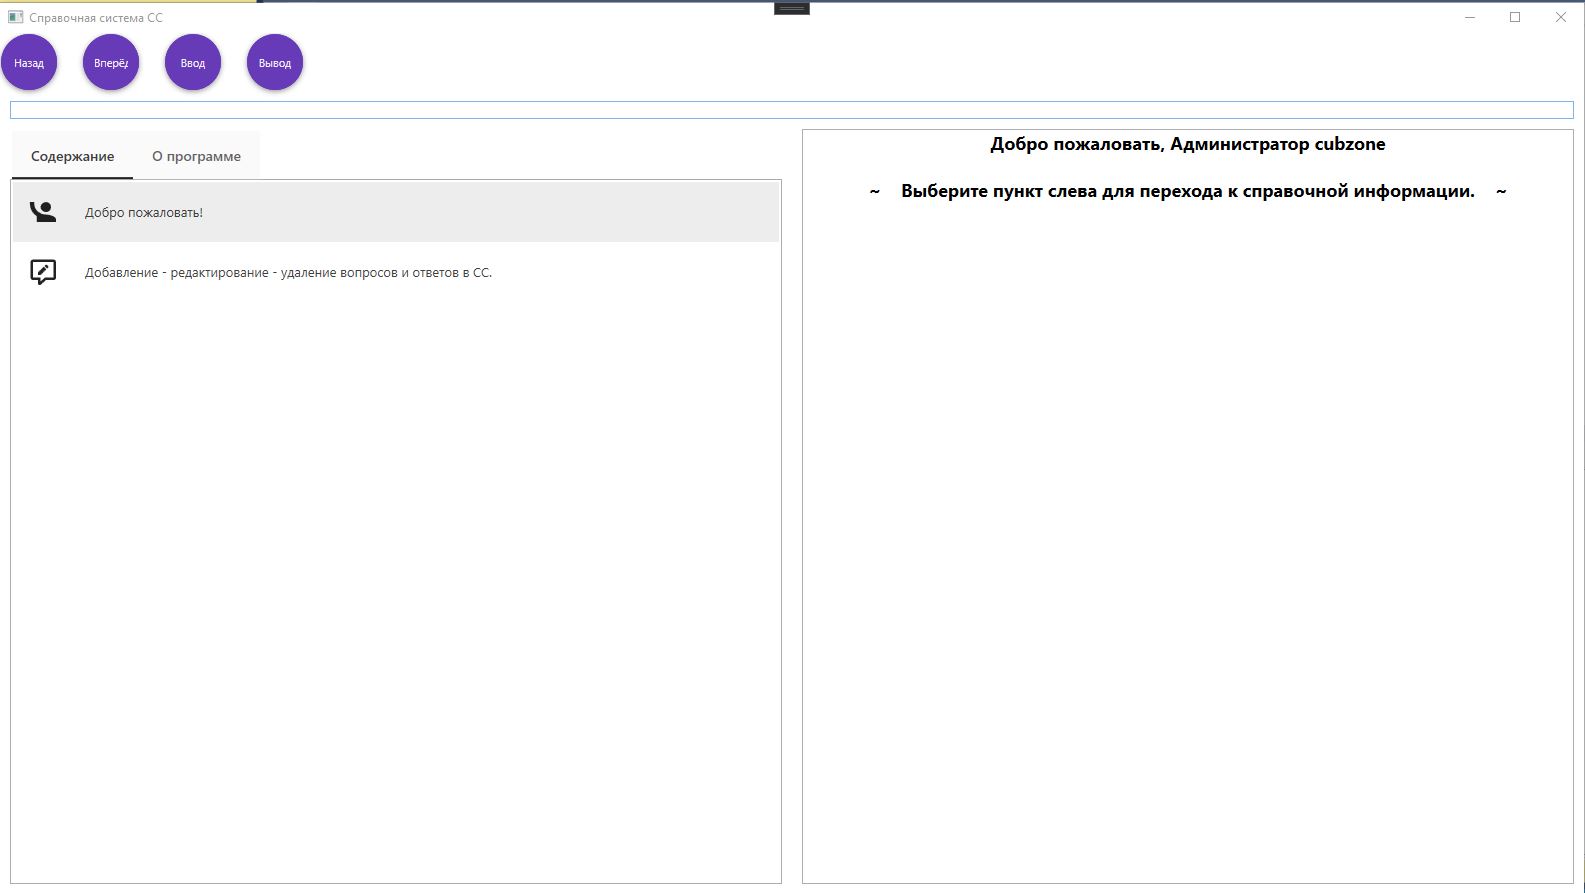 Справочная система СС
Назад
Вперёд
Ввод
Вывод
Содержание
О программе
Добро пожаловать!
Добавление - редактирование - удаление вопросов и ответов в СС.
Добро пожаловать, Администратор cubzone
~ Выберите пункт слева для перехода к справочной информации. ~